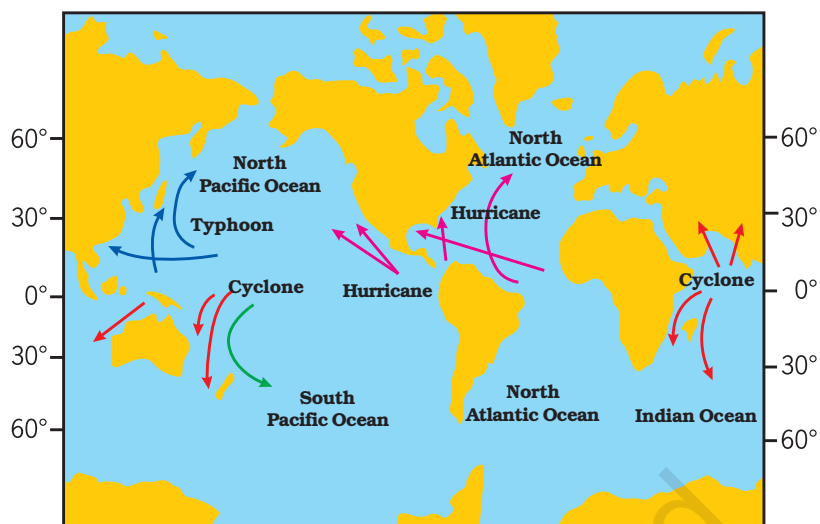 60°
30°
0°
30°
60°
North
Pacific Ocean
Typhoon
Cyclone
Hurricane
South
Pacific Ocean
North
Atlantic Ocean
Hurricane
North
Atlantic Ocean
Cyclone
Indian Ocean
60°
30°
0°
30°
60°